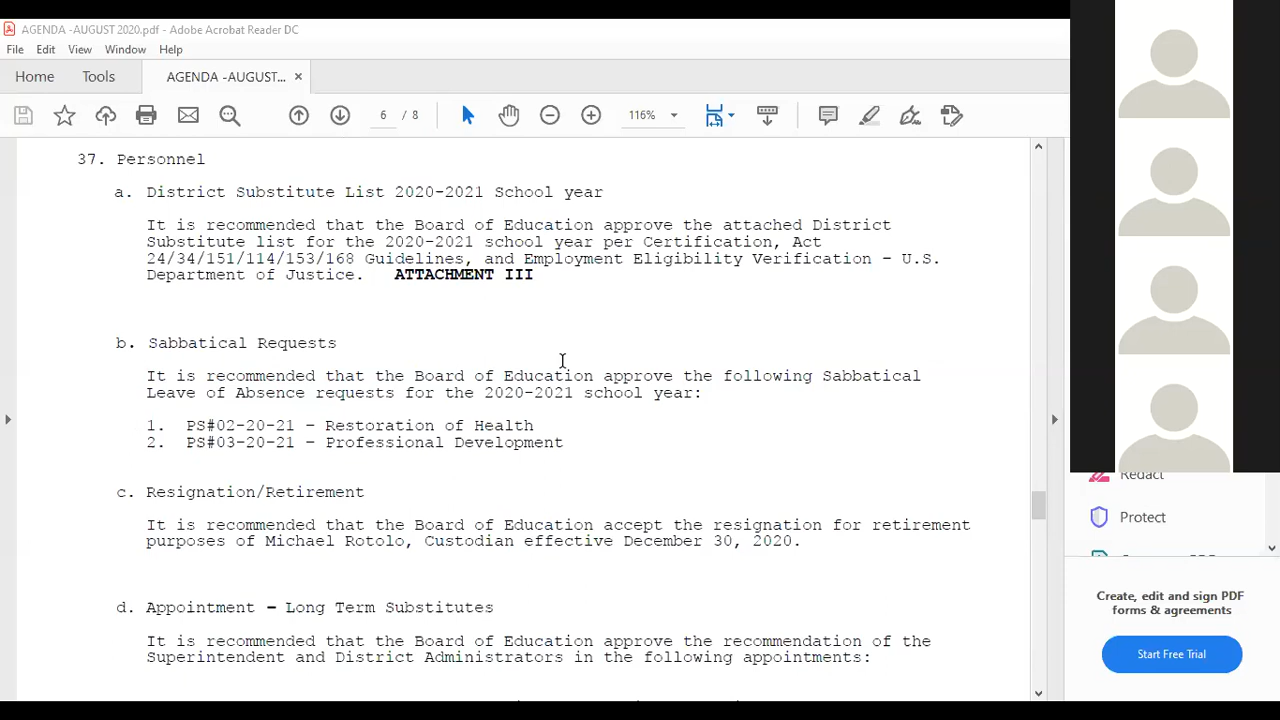 AGENDA -AUGUST 2020.pdf - Adobe Acrobat Reader DC
File Edit View Window Help
Home Tools AGENDA -AUGUST... ×
6 / 8 116%
37. Personnel
a. District Substitute List 2020-2021 School year
It is recommended that the Board of Education approve the attached District
Substitute list for the 2020-2021 school year per Certification, Act
24/34/151/114/153/168 Guidelines, and Employment Eligibility Verification – U.S.
Department of Justice. ATTACHMENT III
b. Sabbatical Requests
It is recommended that the Board of Education approve the following Sabbatical
Leave of Absence requests for the 2020-2021 school year:
1. PS#02-20-21 – Restoration of Health
2. PS#03-20-21 – Professional Development
c. Resignation/Retirement
It is recommended that the Board of Education accept the resignation for retirement
purposes of Michael Rotolo, Custodian effective December 30, 2020.
d. Appointment – Long Term Substitutes
It is recommended that the Board of Education approve the recommendation of the
Superintendent and District Administrators in the following appointments:
Redact
Protect
Create, edit and sign PDF
forms & agreements
Start Free Trial